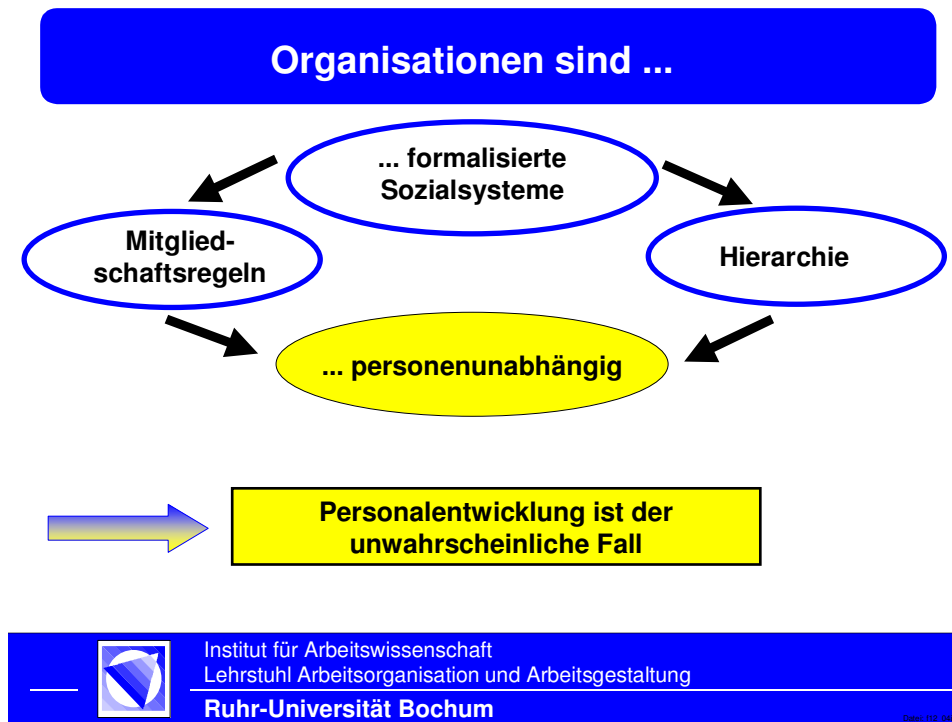 Organisationen sind ...
... formalisierte
Sozialsysteme
Mitglied-
schaftsregeln
Hierarchie
... personenunabhängig
Personalentwicklung ist der
unwahrscheinliche Fall
Institut für Arbeitswissenschaft
Lehrstuhl Arbeitsorganisation und Arbeitsgestaltung
Ruhr-Universität Bochum